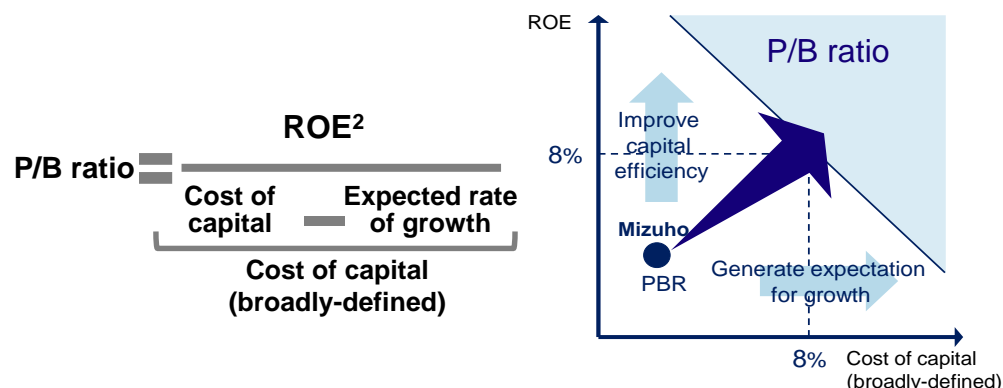 ROE²
P/B ratio
Cost of
capital
Expected rate
of growth
Cost of capital
(broadly-defined)
ROE
P/B ratio
Improve
capital
efficiency
8%
Mizuho
PBR
Generate expectation
for growth
8%
Cost of capital
(broadly-defined)